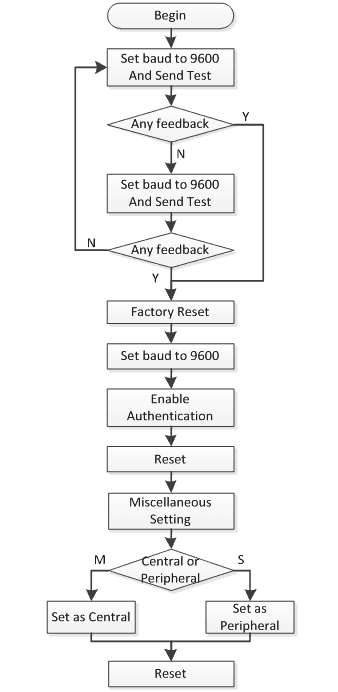 Begin
Set baud to 9600
And Send Test
Any feedback
Y
N
Set baud to 9600
And Send Test
Any feedback
N
Y
Factory Reset
Set baud to 9600
Enable
Authentication
Reset
Miscellaneous
Setting
Central or
Peripheral
M
S
Set as Central
Set as
Peripheral
Reset